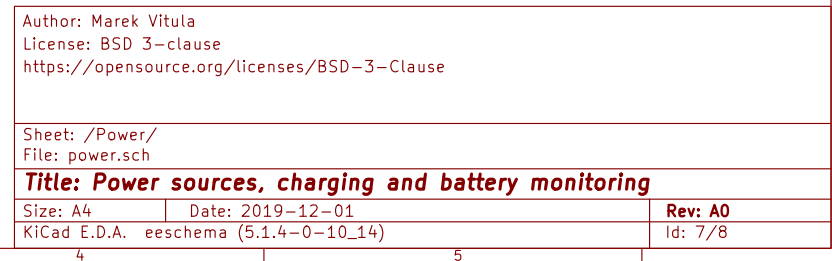 Author: Marek Vitula
License: BSD 3-clause
https://opensource.org/licenses/BSD-3-Clause
Sheet: /Power/
File: power.sch
Title: Power sources, charging and battery monitoring
Size: A4 Date: 2019-12-01 Rev: A0
KiCad E.D.A. eeschema (5.1.4-0-10_14) Id: 7/8
4 5